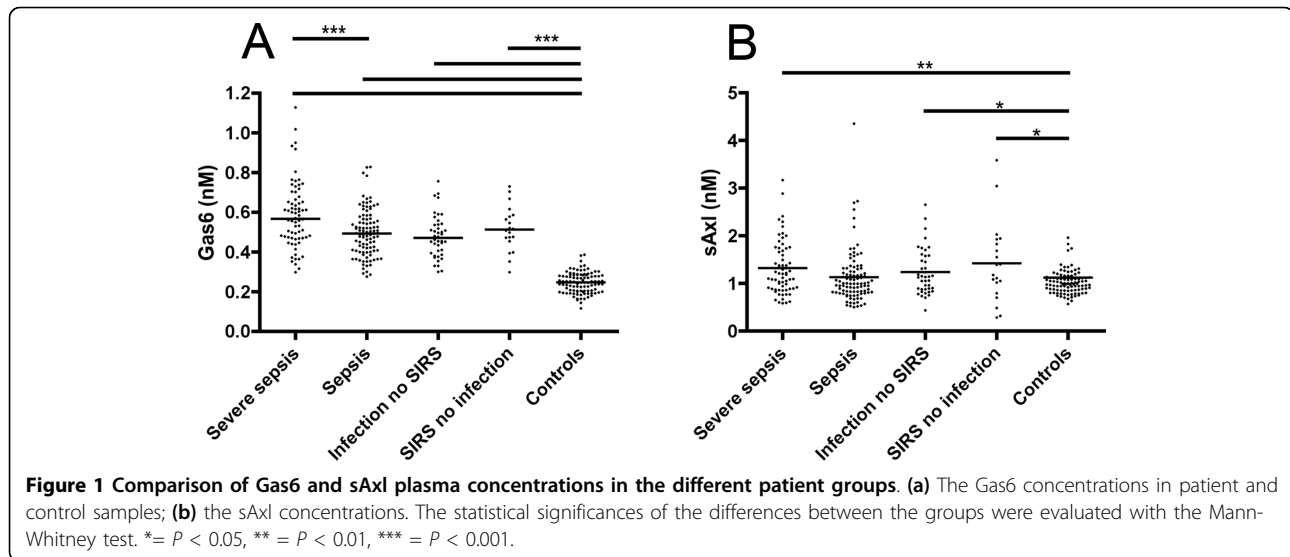 A
B
***
***
**
*
*
Gas6 (nM)
1.2
1.0
0.8
0.6
0.4
0.2
0.0
Severe sepsis
Sepsis
Infection no SIRS
SIRS no infection
Controls
sAxl (nM)
5
4
3
2
1
0
Severe sepsis
Sepsis
Infection no SIRS
SIRS no infection
Controls
Figure 1 Comparison of Gas6 and sAxl plasma concentrations in the different patient groups. (a) The Gas6 concentrations in patient and
control samples; (b) the sAxl concentrations. The statistical significances of the differences between the groups were evaluated with the Mann-
Whitney test. *= P < 0.05, ** = P < 0.01, *** = P < 0.001.